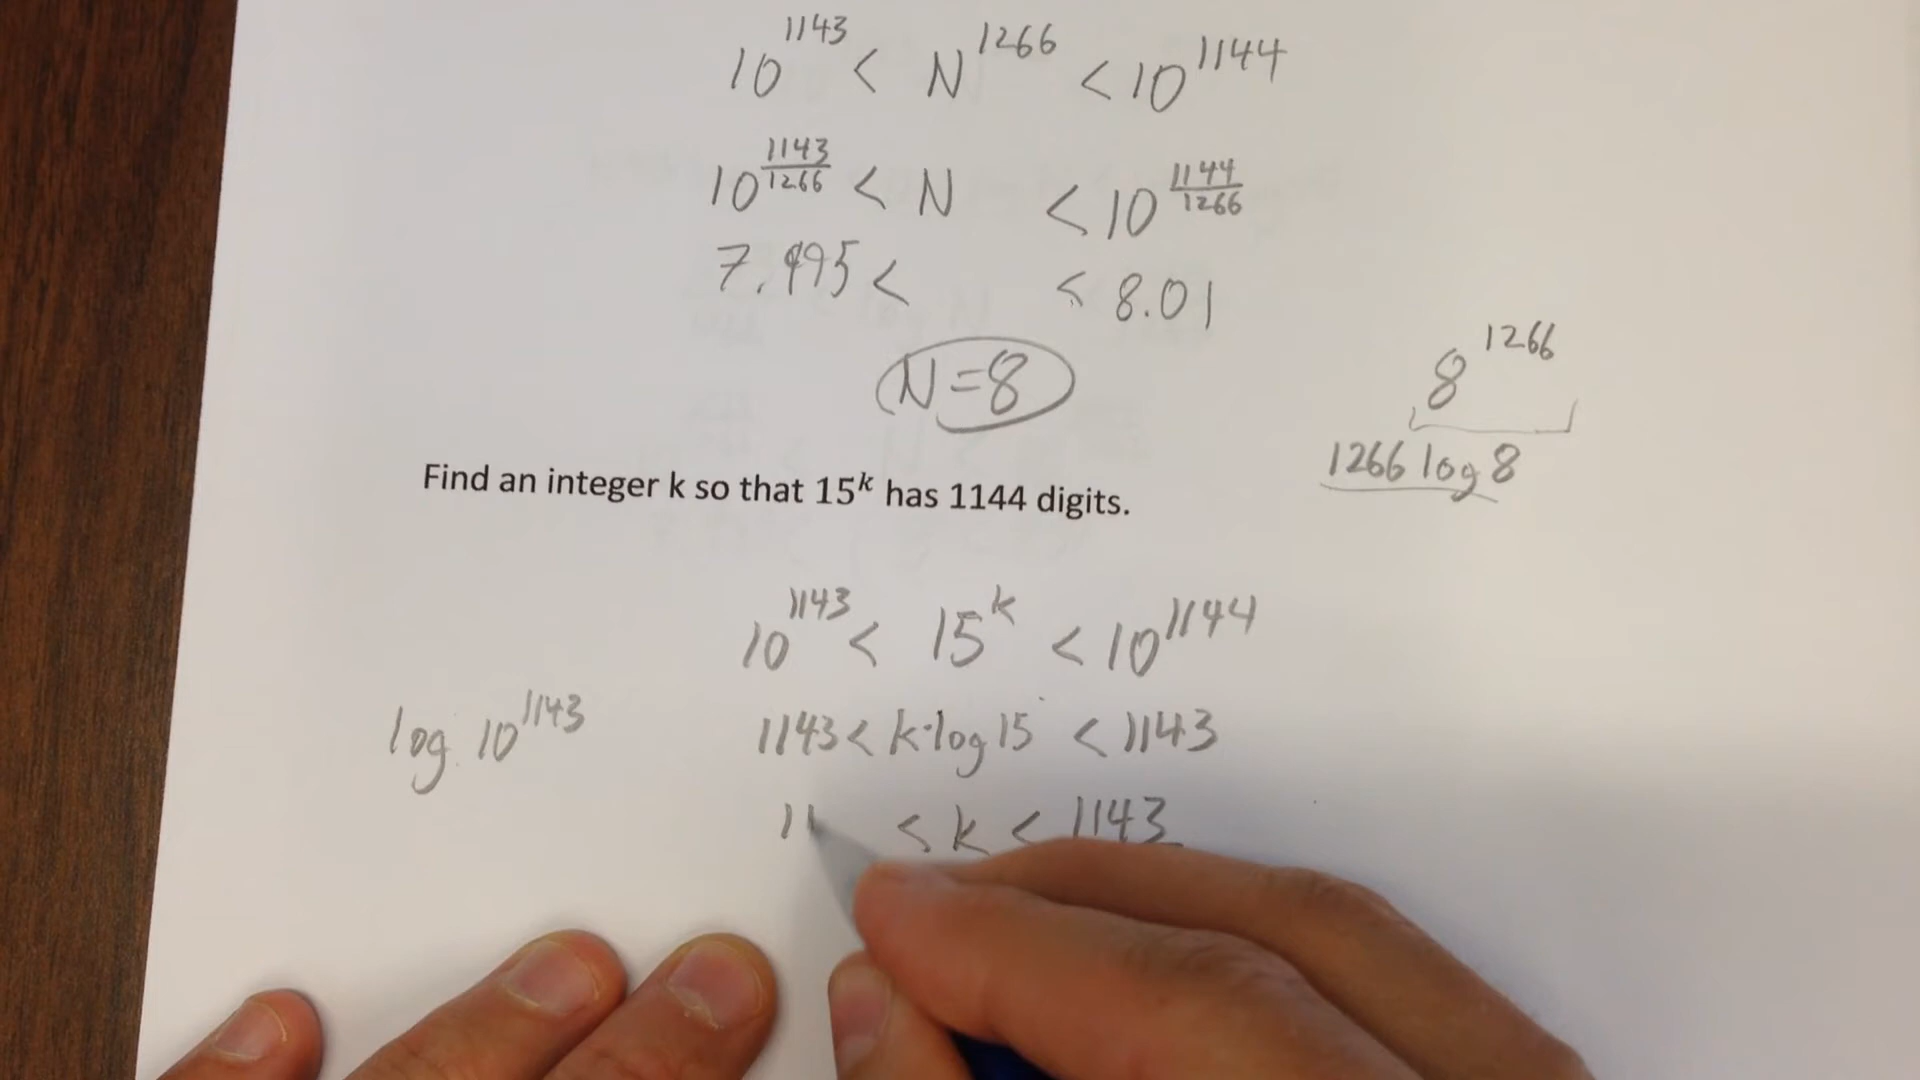 10^1143 < N^1266 < 10^1144
10^(1143/1266) < N < 10^(1144/1266)
7.995 < < 8.01
N=8
8^1266
1266 log 8
Find an integer k so that 15^k has 1144 digits.
10^1143 < 15^k < 10^1144
log 10^1143
1143 < k·log 15 < 1143
11 < k < 1143